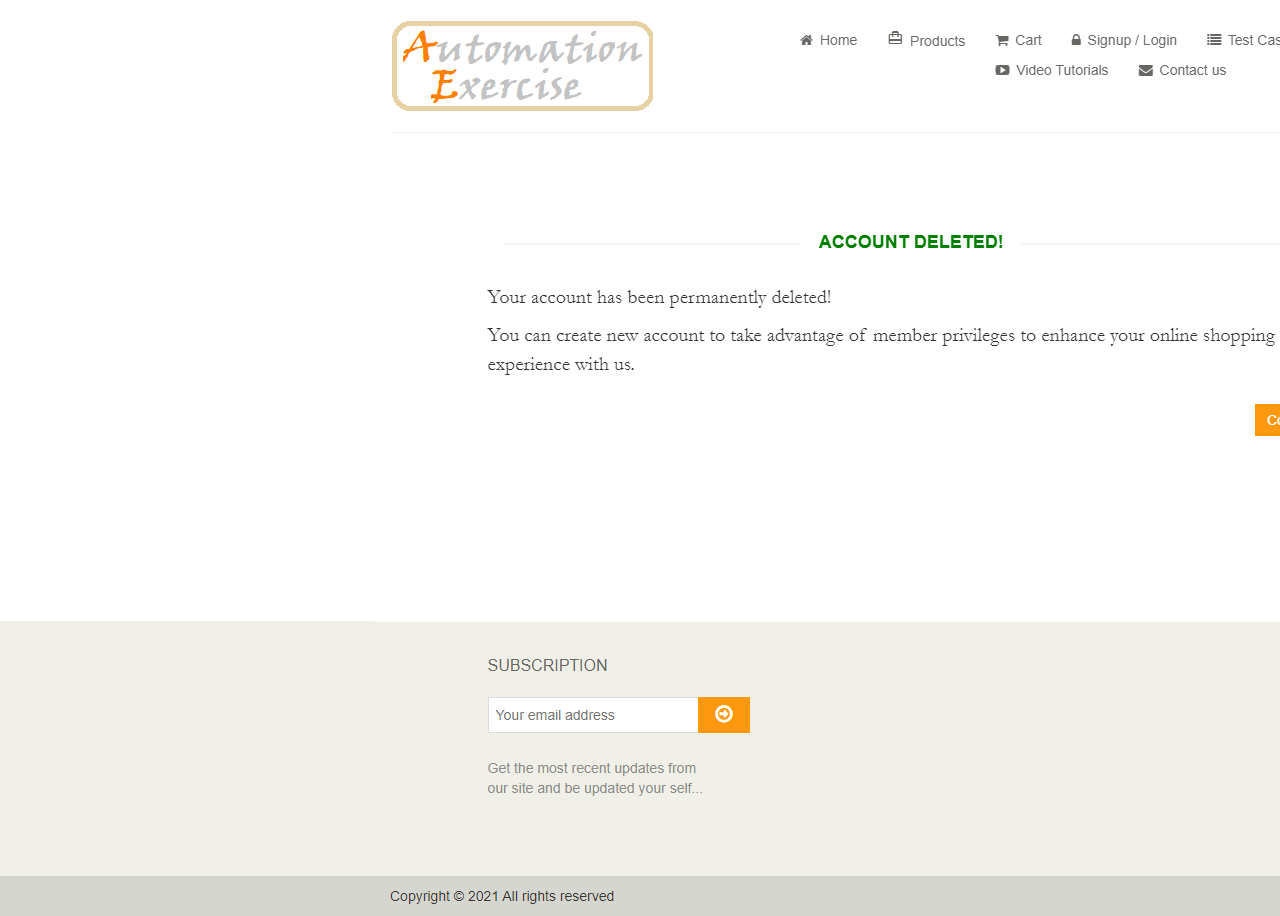 Automation
Exercise
Home
Products
Cart
Signup / Login
Test Cas
Video Tutorials
Contact us
ACCOUNT DELETED!
Your account has been permanently deleted!
You can create new account to take advantage of member privileges to enhance your online shopping
experience with us.
Co
SUBSCRIPTION
Your email address
Get the most recent updates from
our site and be updated your self...
Copyright © 2021 All rights reserved